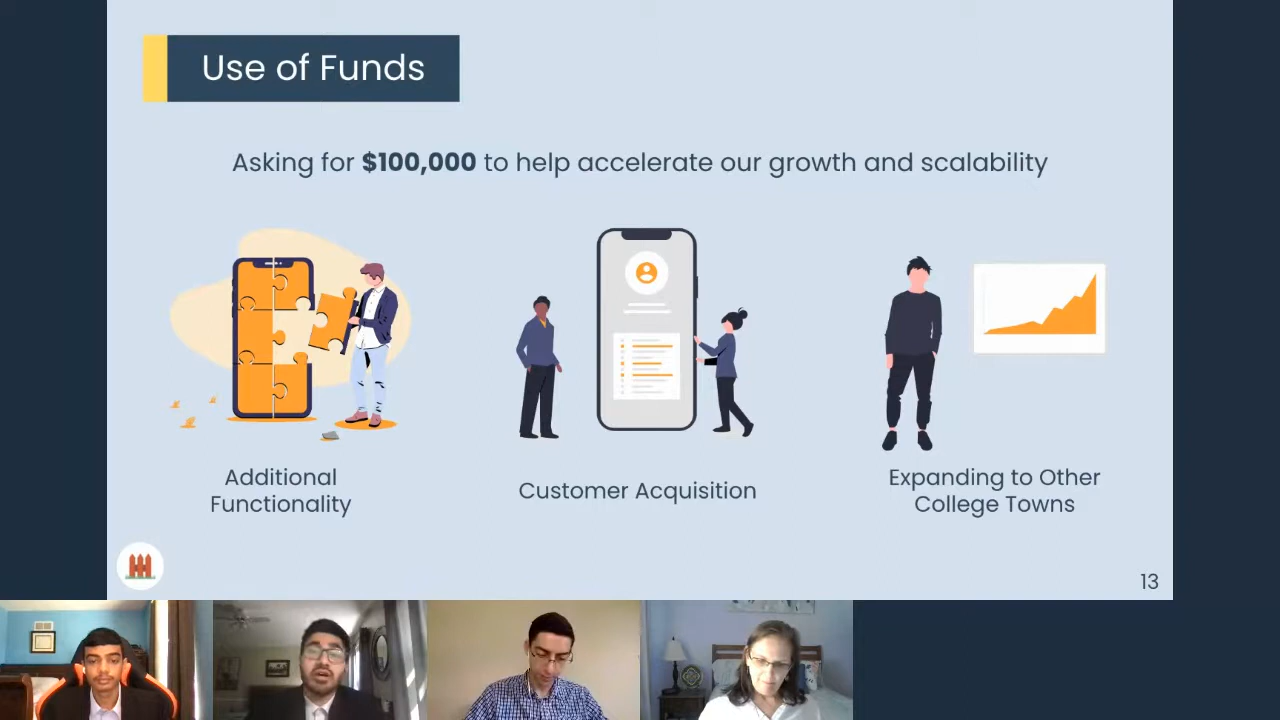 Use of Funds
Asking for $100,000 to help accelerate our growth and scalability
Additional
Functionality
Customer Acquisition
Expanding to Other
College Towns
13